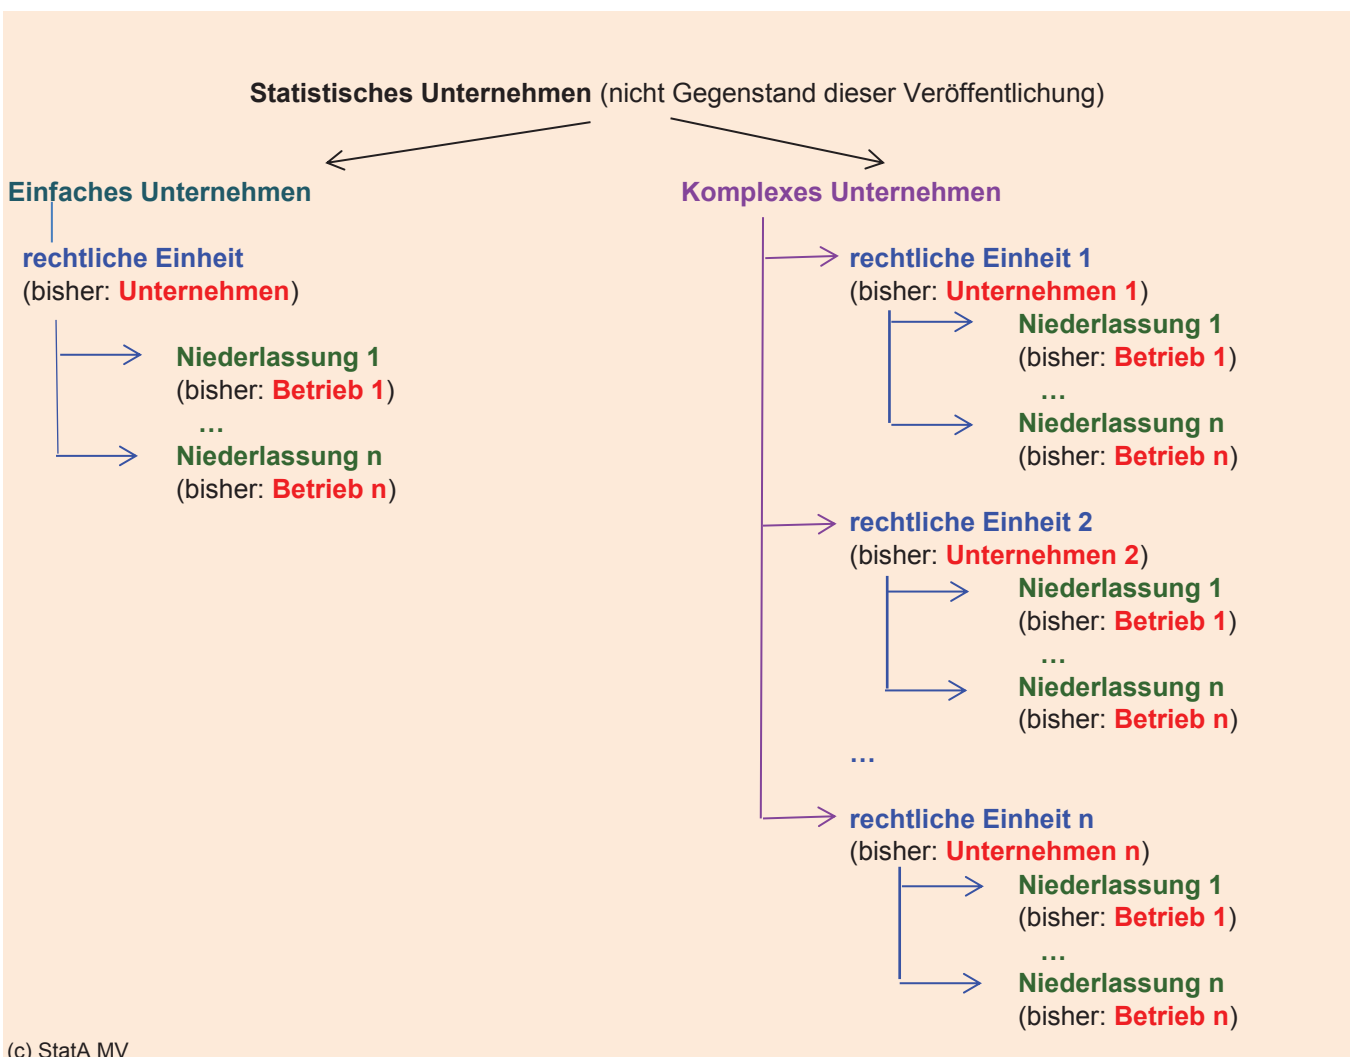 Statistisches Unternehmen (nicht Gegenstand dieser Veröffentlichung)
Einfaches Unternehmen
rechtliche Einheit
(bisher: Unternehmen)
Niederlassung 1
(bisher: Betrieb 1)
…
Niederlassung n
(bisher: Betrieb n)
Komplexes Unternehmen
rechtliche Einheit 1
(bisher: Unternehmen 1)
Niederlassung 1
(bisher: Betrieb 1)
…
Niederlassung n
(bisher: Betrieb n)
rechtliche Einheit 2
(bisher: Unternehmen 2)
Niederlassung 1
(bisher: Betrieb 1)
…
Niederlassung n
(bisher: Betrieb n)
…
rechtliche Einheit n
(bisher: Unternehmen n)
Niederlassung 1
(bisher: Betrieb 1)
…
Niederlassung n
(bisher: Betrieb n)
(c) StatA MV